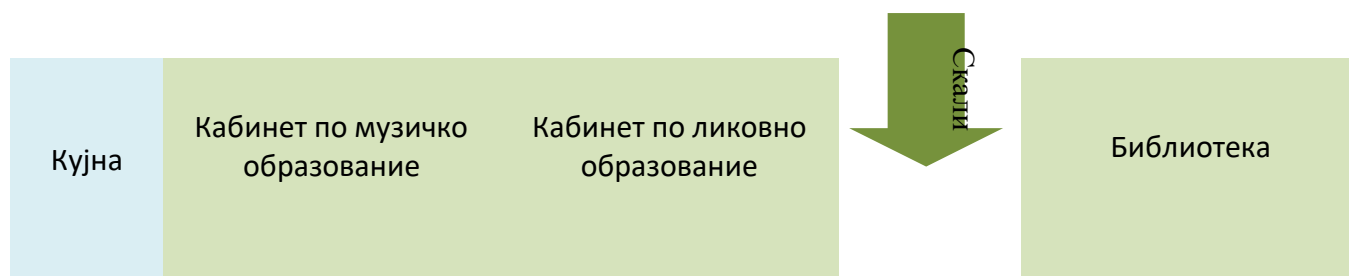 Кујна
Кабинет по музичко
образование
Кабинет по ликовно
образование
Скали
Библиотека